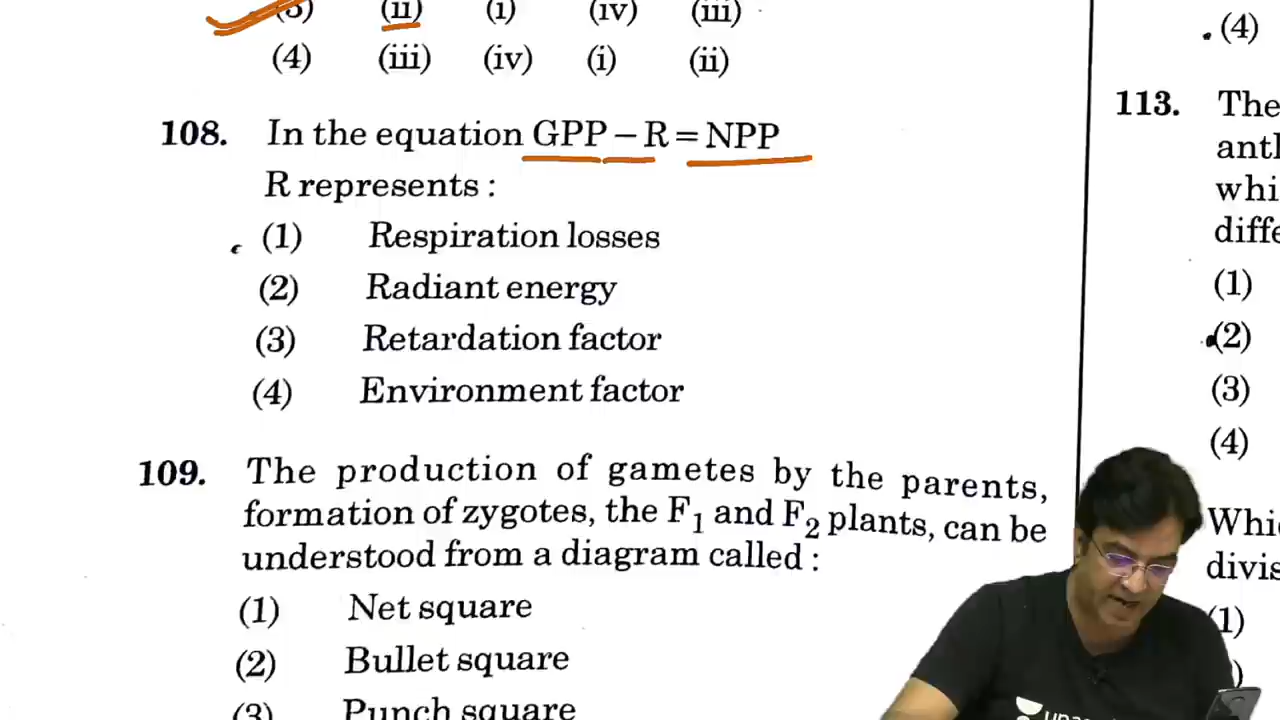 (3) (ii) (i) (iv) (iii)
(4) (iii) (iv) (i) (ii)
108. In the equation GPP – R = NPP
R represents :
(1) Respiration losses
(2) Radiant energy
(3) Retardation factor
(4) Environment factor
109. The production of gametes by the parents,
formation of zygotes, the F₁ and F₂ plants, can be
understood from a diagram called :
(1) Net square
(2) Bullet square
(3) Punch square
(4)
113. The
whi
(1)
(2)
(3)
(4)